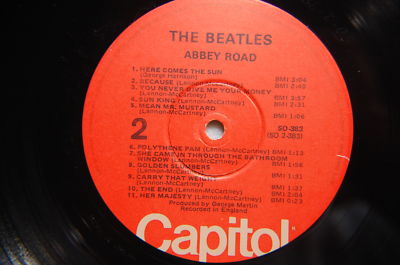 THE BEATLES
ABBEY ROAD
1. HERE COMES THE SUN
(George Harrison) BMI 3:04
2. BECAUSE (Lennon-McCartney) BMI 2:45
3. YOU NEVER GIVE ME YOUR MONEY
(Lennon-McCartney) BMI 3:57
4. SUN KING (Lennon-McCartney) BMI 2:31
5. MEAN MR. MUSTARD
(Lennon-McCartney) BMI 1:06
2
SO-383
(SO 2-383)
6. POLYTHENE PAM (Lennon-McCartney) BMI-1:13
7. SHE CAME IN THROUGH THE BATHROOM
WINDOW (Lennon-McCartney) BMI 1:58
8. GOLDEN SLUMBERS
(Lennon-McCartney) BMI 1:31
9. CARRY THAT WEIGHT
(Lennon-McCartney) BMI 1:37
10. THE END (Lennon-McCartney) BMI 2:04
11. HER MAJESTY (Lennon-McCartney) BMI 0:23
Produced by George Martin
Recorded in England
Capitol